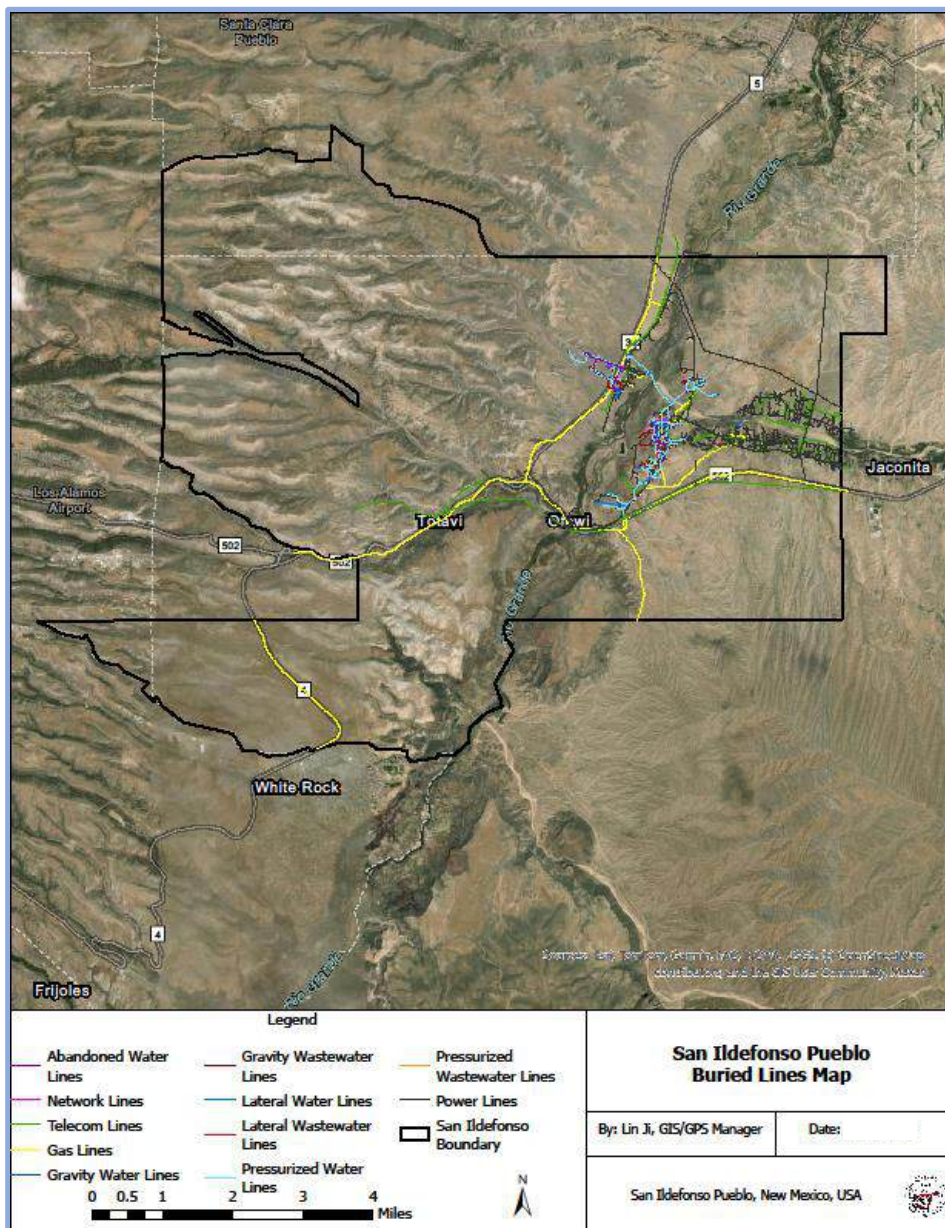 Santa Clara
Pueblo
5
Rio Grande
Jaconita
Los Alamos
Airport
Totavi
502
502
Rio Grande
4
White Rock
4
Frijoles
Rio Grande
Legend
Abandoned Water
Lines
Network Lines
Telecom Lines
Gas Lines
Gravity Water Lines
Gravity Wastewater
Lines
Lateral Water Lines
Lateral Wastewater
Lines
Pressurized Water
Lines
Pressurized
Wastewater Lines
Power Lines
San Ildefonso
Boundary
0 0.5 1 2 3 4
Miles
N
San Ildefonso Pueblo
Buried Lines Map
By: Lin Ji, GIS/GPS Manager
Date:
San Ildefonso Pueblo, New Mexico, USA